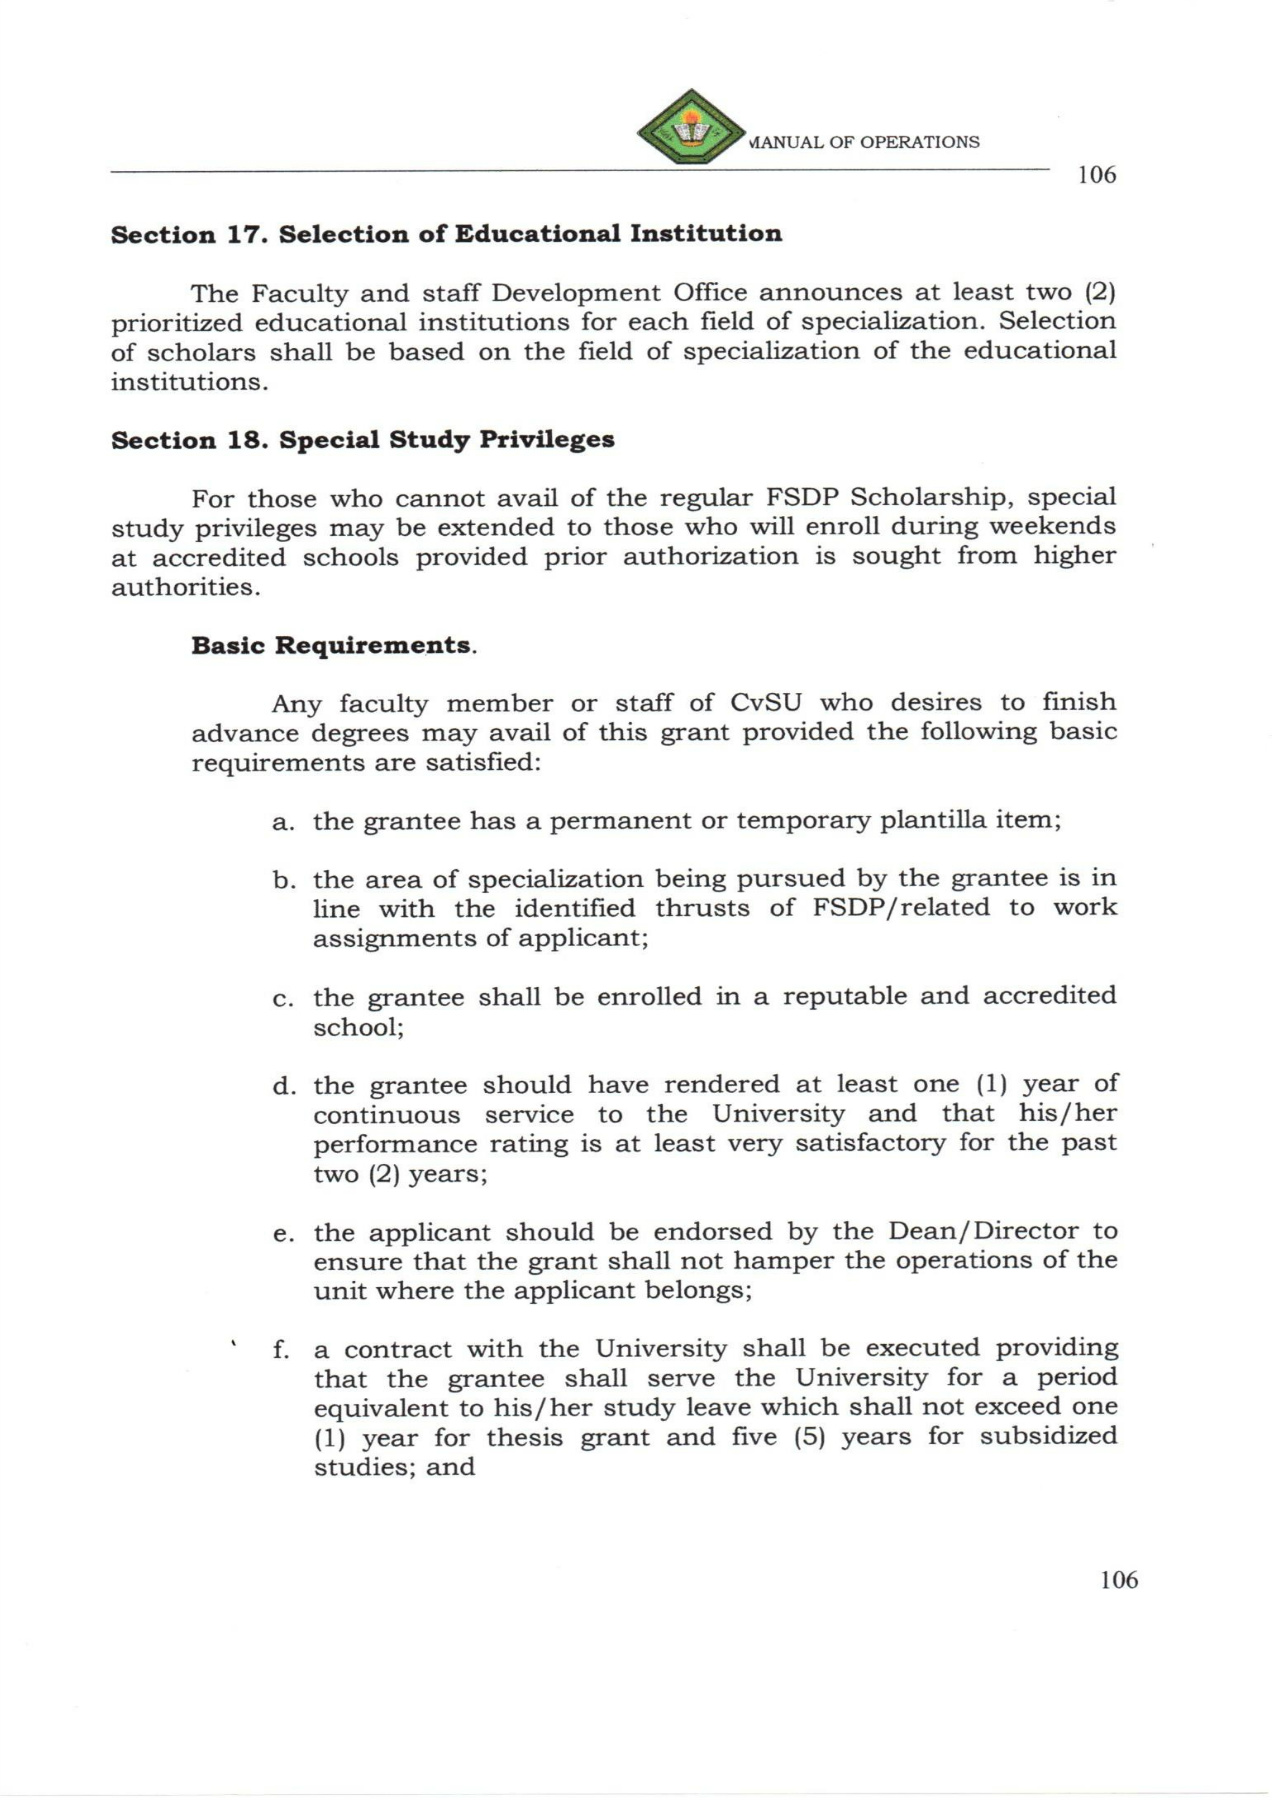 MANUAL OF OPERATIONS
106
Section 17. Selection of Educational Institution
The Faculty and staff Development Office announces at least two (2)
prioritized educational institutions for each field of specialization. Selection
of scholars shall be based on the field of specialization of the educational
institutions.
Section 18. Special Study Privileges
For those who cannot avail of the regular FSDP Scholarship, special
study privileges may be extended to those who will enroll during weekends
at accredited schools provided prior authorization is sought from higher
authorities.
Basic Requirements.
Any faculty member or staff of CvSU who desires to finish
advance degrees may avail of this grant provided the following basic
requirements are satisfied:
a. the grantee has a permanent or temporary plantilla item;
b. the area of specialization being pursued by the grantee is in
line with the identified thrusts of FSDP/related to work
assignments of applicant;
c. the grantee shall be enrolled in a reputable and accredited
school;
d. the grantee should have rendered at least one (1) year of
continuous service to the University and that his/her
performance rating is at least very satisfactory for the past
two (2) years;
e. the applicant should be endorsed by the Dean/Director to
ensure that the grant shall not hamper the operations of the
unit where the applicant belongs;
f. a contract with the University shall be executed providing
that the grantee shall serve the University for a period
equivalent to his/her study leave which shall not exceed one
(1) year for thesis grant and five (5) years for subsidized
studies; and
106